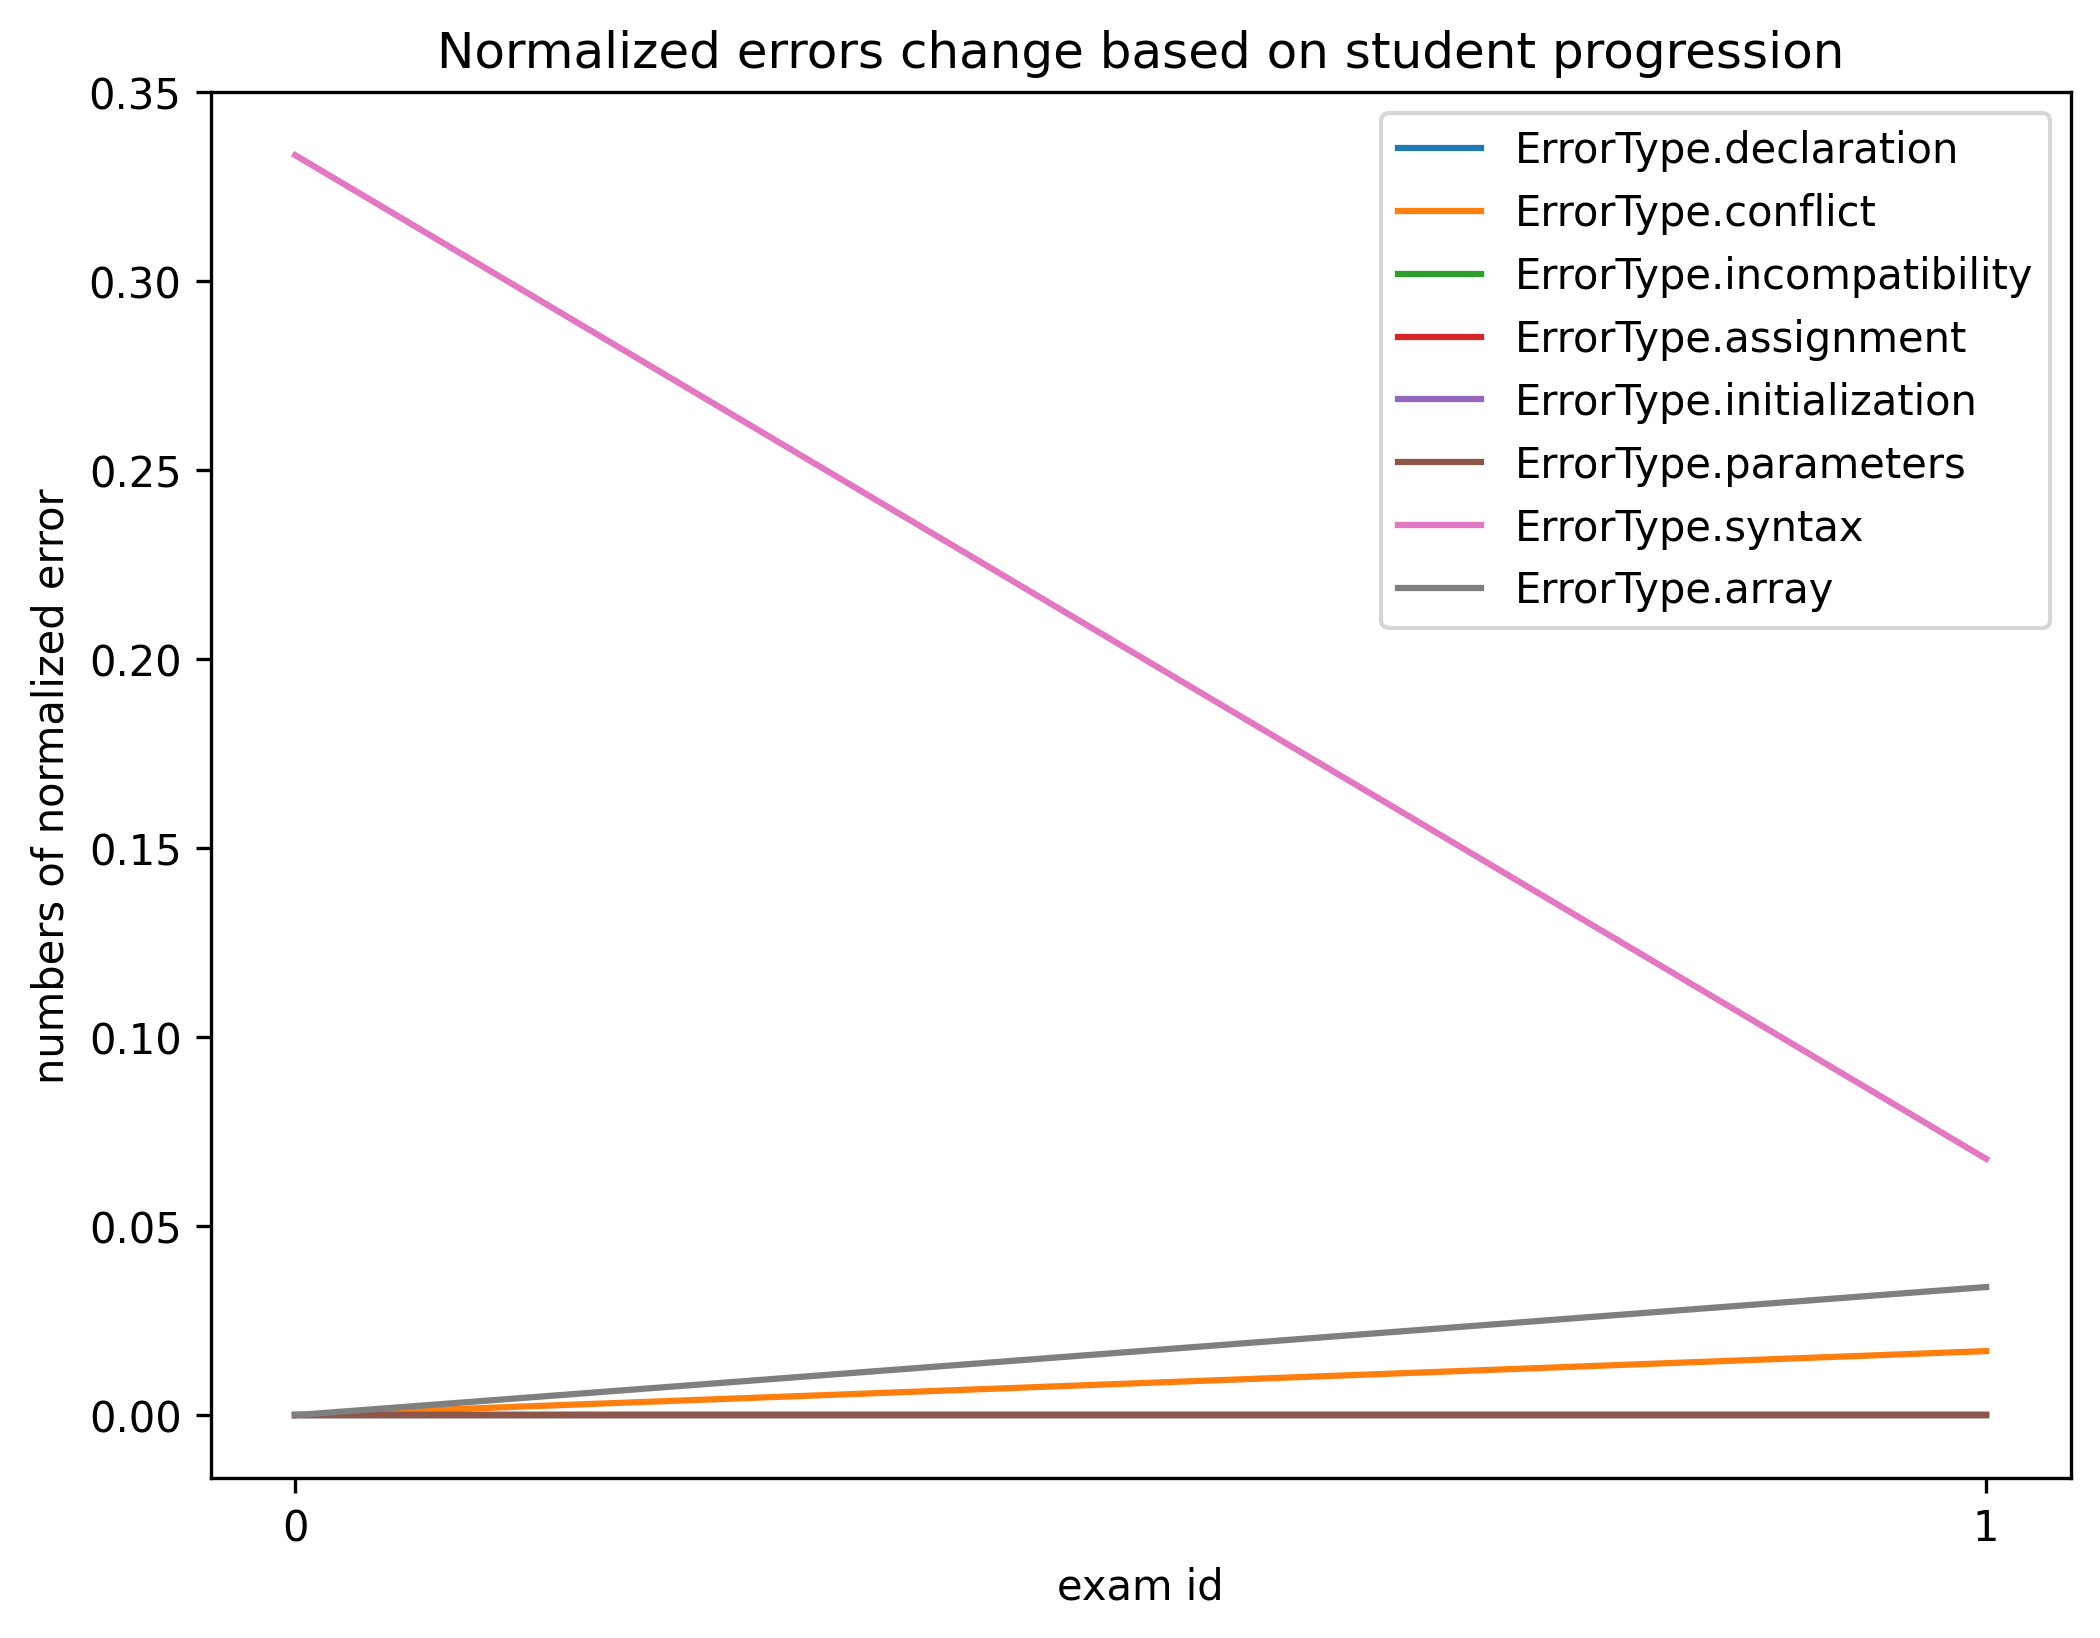 Normalized errors change based on student progression
0.35
0.30
0.25
0.20
0.15
0.10
0.05
0.00
numbers of normalized error
ErrorType.declaration
ErrorType.conflict
ErrorType.incompatibility
ErrorType.assignment
ErrorType.initialization
ErrorType.parameters
ErrorType.syntax
ErrorType.array
0 1
exam id